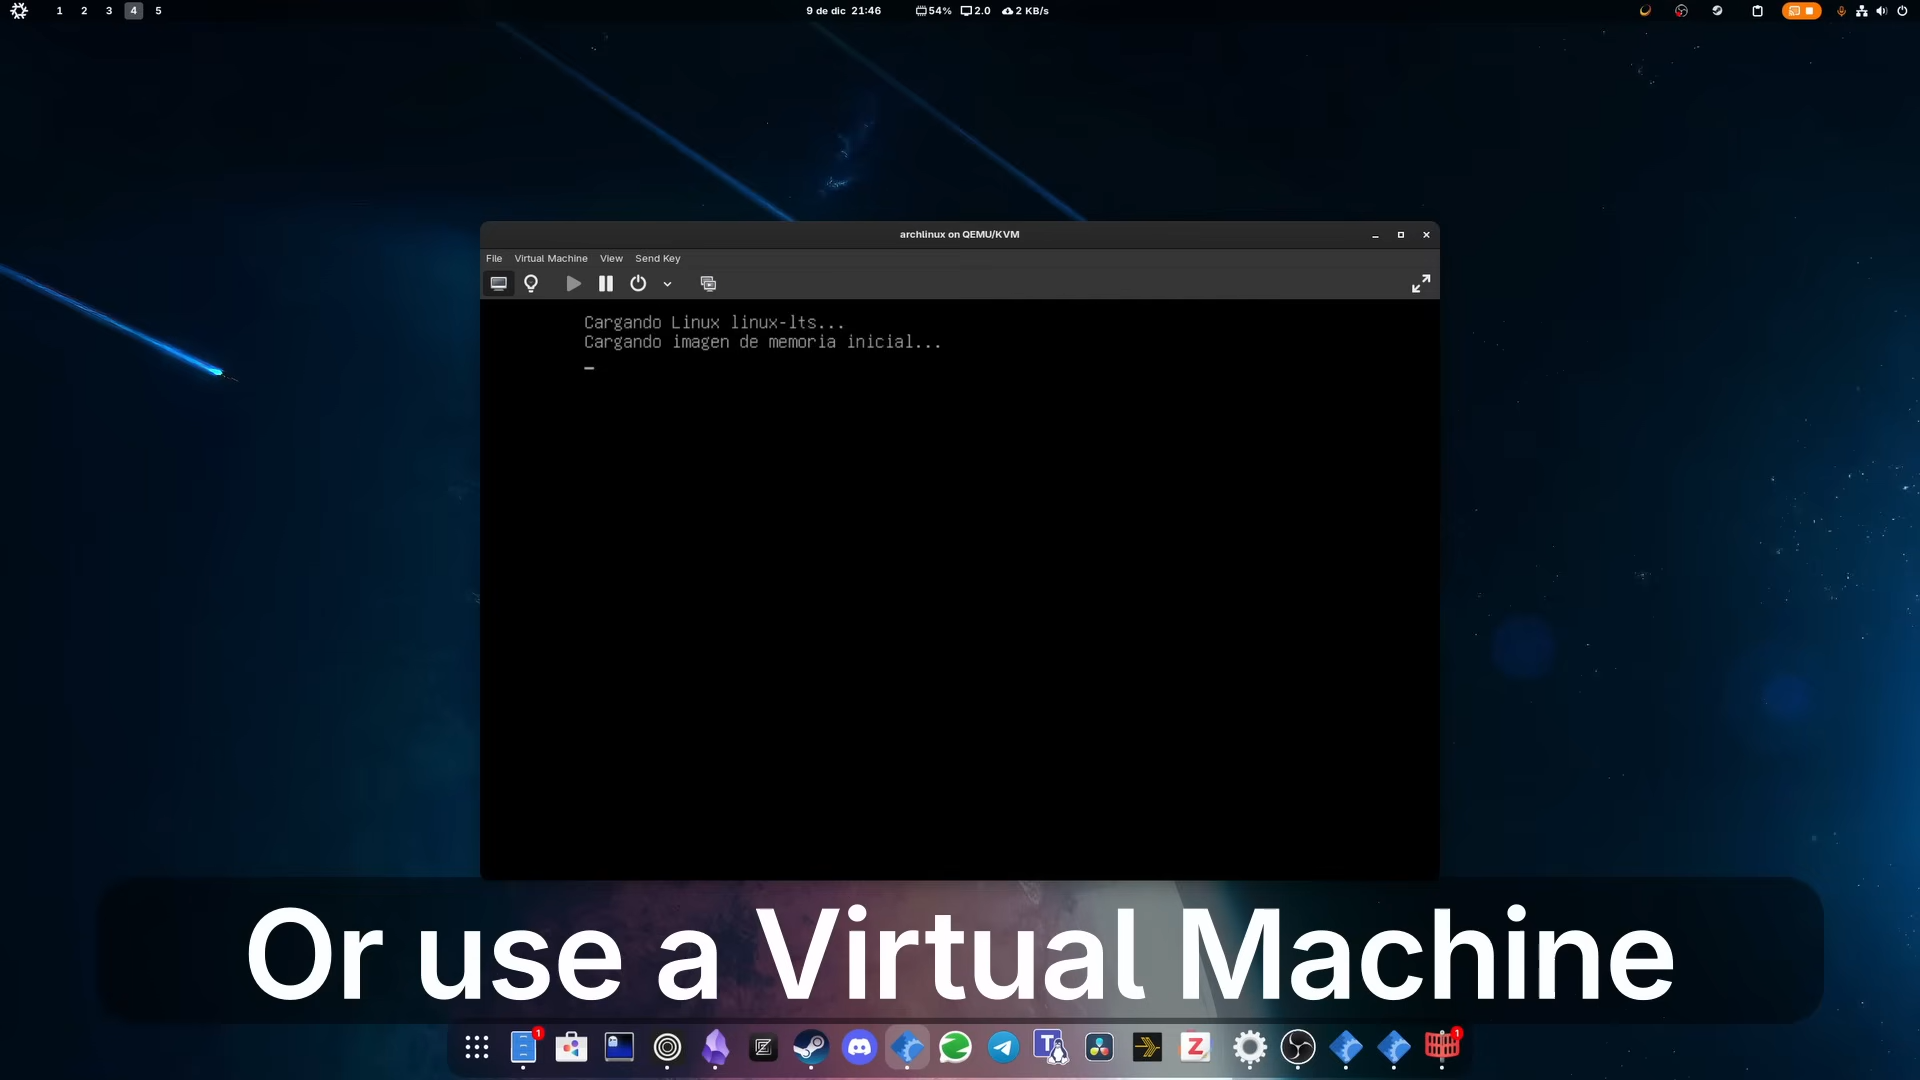 1 2 3 4 5 9 de dic 21:46 54% 2.0 2 KB/s
archlinux on QEMU/KVM
File Virtual Machine View Send Key
Cargando Linux linux-lts...
Cargando imagen de memoria inicial...
Or use a Virtual Machine
1 T Z 1